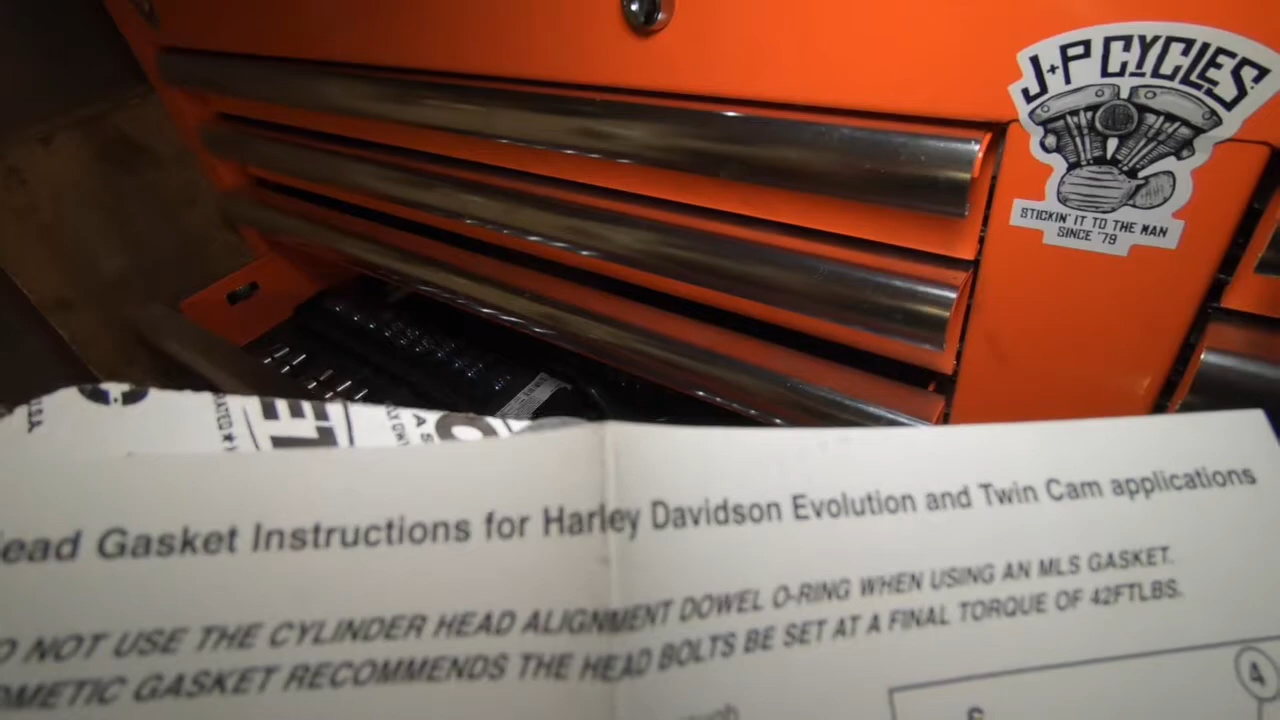 J+P CYCLES
STICKIN' IT TO THE MAN
SINCE '79
U.S.A.
ET
ead Gasket Instructions for Harley Davidson Evolution and Twin Cam applications
O NOT USE THE CYLINDER HEAD ALIGNMENT DOWEL O-RING WHEN USING AN MLS GASKET.
OMETIC GASKET RECOMMENDS THE HEAD BOLTS BE SET AT A FINAL TORQUE OF 42FTLBS.
4